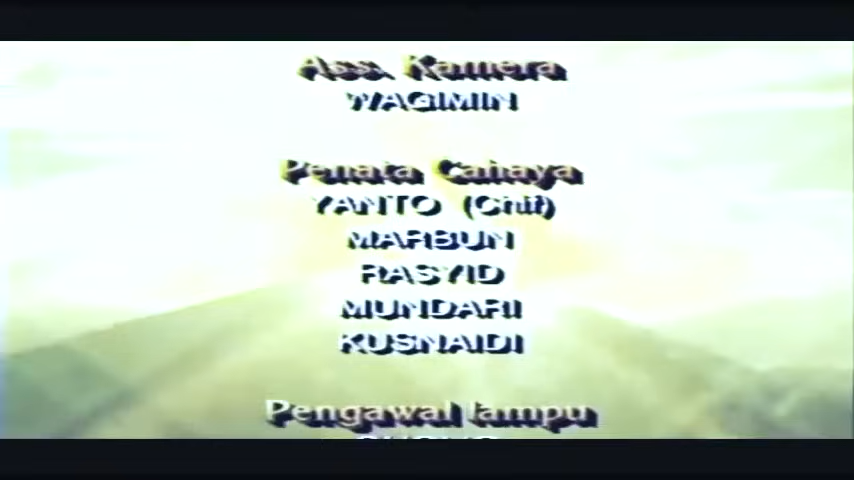 Ass. Kamera
WAGIMIN
Penata Cahaya
YANTO (Chif)
MARBUN
RASYID
MUNDARI
KUSNAIDI
Pengawal lampu